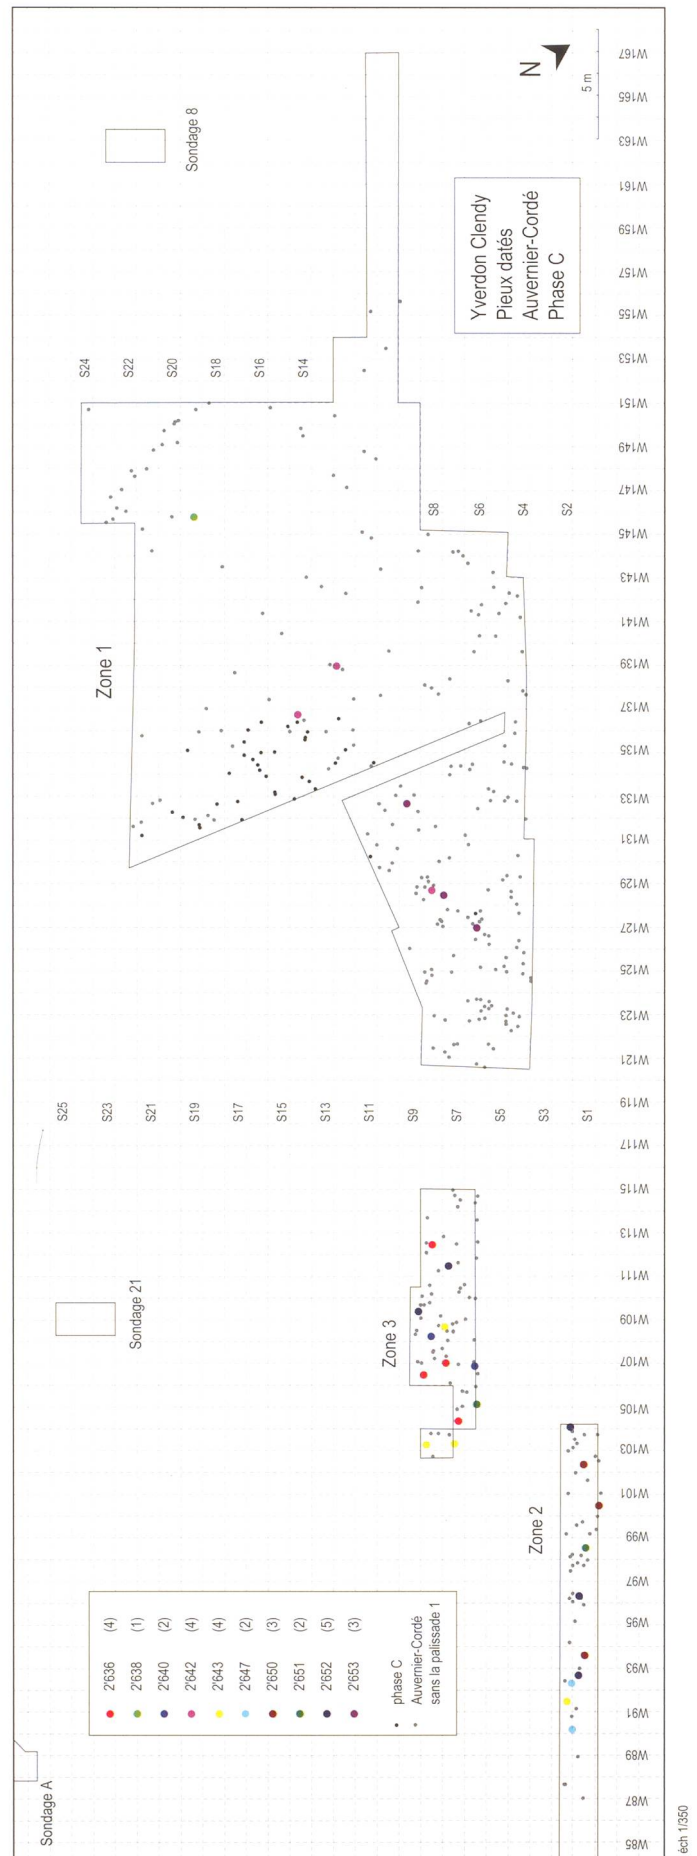 Yverdon Clendy
Pieux datés
Auvernier-Cordé
Phase C
N
5 m
Sondage 8
Zone 1
Sondage 21
Zone 3
Zone 2
Sondage A
S24
S22
S20
S18
S16
S14
S8
S6
S4
S2
S25
S23
S21
S19
S17
S15
S13
S11
S9
S7
S5
S3
S1
W167
W165
W163
W161
W159
W157
W155
W153
W151
W149
W147
W145
W143
W141
W139
W137
W135
W133
W131
W129
W127
W125
W123
W121
W119
W117
W115
W113
W111
W109
W107
W105
W103
W101
W99
W97
W95
W93
W91
W89
W87
W85
2'636 (4)
2'638 (1)
2'640 (2)
2'642 (4)
2'643 (4)
2'647 (2)
2'650 (3)
2'651 (2)
2'652 (5)
2'653 (3)
phase C
Auvernier-Cordé
sans la palissade 1
éch 1/350